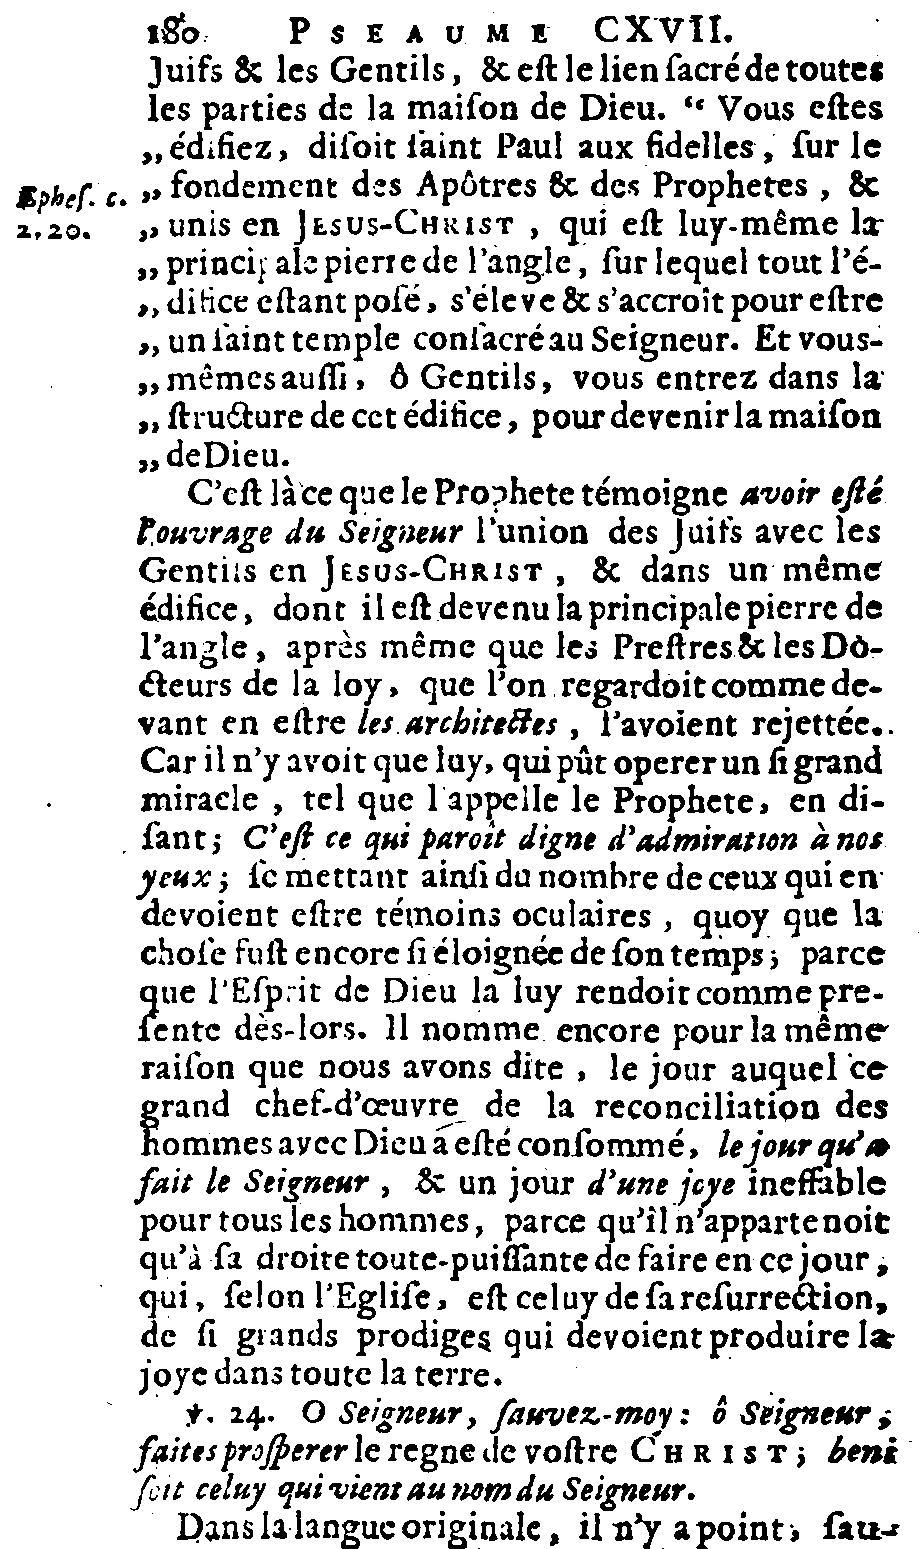 180. PSEAUME CXVII.
Juifs & les Gentils, & eſt le lien ſacré de toutes
les parties de la maiſon de Dieu. “ Vous eſtes
„ édifiez, diſoit ſaint Paul aux fidelles, ſur le
Epheſ. c. 2, 20.
„ fondement des Apôtres & des Prophetes, &
„ unis en JESUS-CHRIST, qui eſt luy-même la
„ principale pierre de l'angle, ſur lequel tout l'é-
„ difice eſtant poſé, s'éleve & s'accroît pour eſtre
„ un ſaint temple conſacré au Seigneur. Et vous-
„ mêmes auſſi, ô Gentils, vous entrez dans la
„ ſtructure de cet édifice, pour devenir la maiſon
„ de Dieu.
C'eſt là ce que le Prophete témoigne avoir eſté
l'ouvrage du Seigneur l'union des Juifs avec les
Gentils en JESUS-CHRIST, & dans un même
édifice, dont il eſt devenu la principale pierre de
l'angle, après même que les Preſtres & les Do-
cteurs de la loy, que l'on regardoit comme de-
vant en eſtre les architectes, l'avoient rejettée.
Car il n'y avoit que luy, qui pût operer un ſi grand
miracle, tel que l'appelle le Prophete, en di-
ſant; C'eſt ce qui paroît digne d'admiration à nos
yeux; ſe mettant ainſi du nombre de ceux qui en
devoient eſtre témoins oculaires, quoy que la
choſe fuſt encore ſi éloignée de ſon temps; parce
que l'Eſprit de Dieu la luy rendoit comme pre-
ſente dès-lors. Il nomme encore pour la même
raiſon que nous avons dite, le jour auquel ce
grand chef-d'œuvre de la reconciliation des
hommes avec Dieu a eſté conſommé, le jour qu'a
fait le Seigneur, & un jour d'une joye ineffable
pour tous les hommes, parce qu'il n'appartenoit
qu'à ſa droite toute-puiſſante de faire en ce jour,
qui, ſelon l'Egliſe, eſt celuy de ſa reſurrection,
de ſi grands prodiges qui devoient produire la
joye dans toute la terre.
℣. 24. O Seigneur, ſauvez-moy: ô Seigneur,
faites proſperer le regne de voſtre CHRIST; beni
ſoit celuy qui vient au nom du Seigneur.
Dans la langue originale, il n'y a point, ſau-